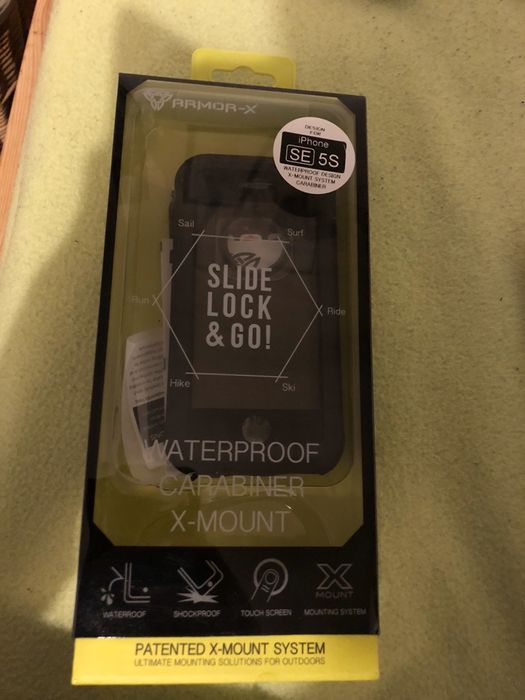 ARMOR-X
DESIGN
FOR
iPhone
SE 5S
WATERPROOF DESIGN
X-MOUNT SYSTEM
CARABINER
Sail
Surf
SLIDE
LOCK
& GO!
Run
Ride
Hike
Ski
WATERPROOF
CARABINER
X-MOUNT
X
MOUNT
WATERROOF
SHOCKPROOF
TOUCH SCREEN
MOUNTING SYSTEM
PATENTED X-MOUNT SYSTEM
ULTIMATE MOUNTING SOLUTIONS FOR OUTDOORS